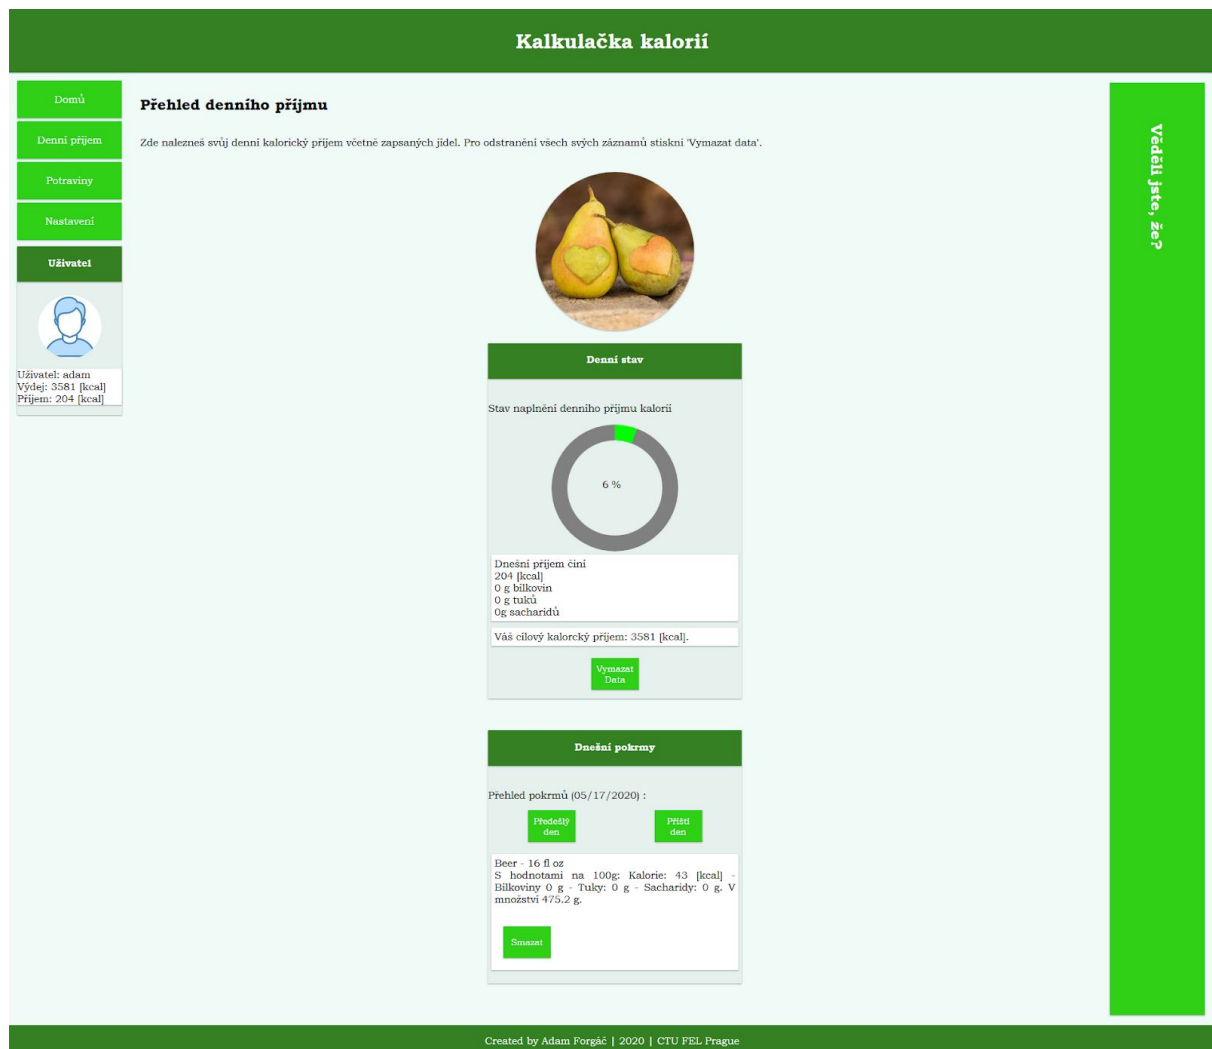 Kalkulačka kalorií
Domů
Denní příjem
Potraviny
Nastavení
Uživatel
Uživatel: adam
Výdej: 3581 [kcal]
Příjem: 204 [kcal]
Přehled denního příjmu
Zde nalezneš svůj denní kalorický příjem včetně zapsaných jídel. Pro odstranění všech svých záznamů stiskni 'Vymazat data'.
Denní stav
Stav naplnění denního příjmu kalorií
6 %
Dnešní příjem činí
204 [kcal]
0 g bílkovin
0 g tuků
0g sacharidů
Váš cílový kalorcký příjem: 3581 [kcal].
Vymazat
Data
Dnešní pokrmy
Přehled pokrmů (05/17/2020) :
Předešlý
den
Příští
den
Beer - 16 fl oz
S hodnotami na 100g: Kalorie: 43 [kcal] -
Bílkoviny 0 g - Tuky: 0 g - Sacharidy: 0 g. V
množství 475.2 g.
Smazat
Věděli jste, že?
Created by Adam Forgáč | 2020 | CTU FEL Prague